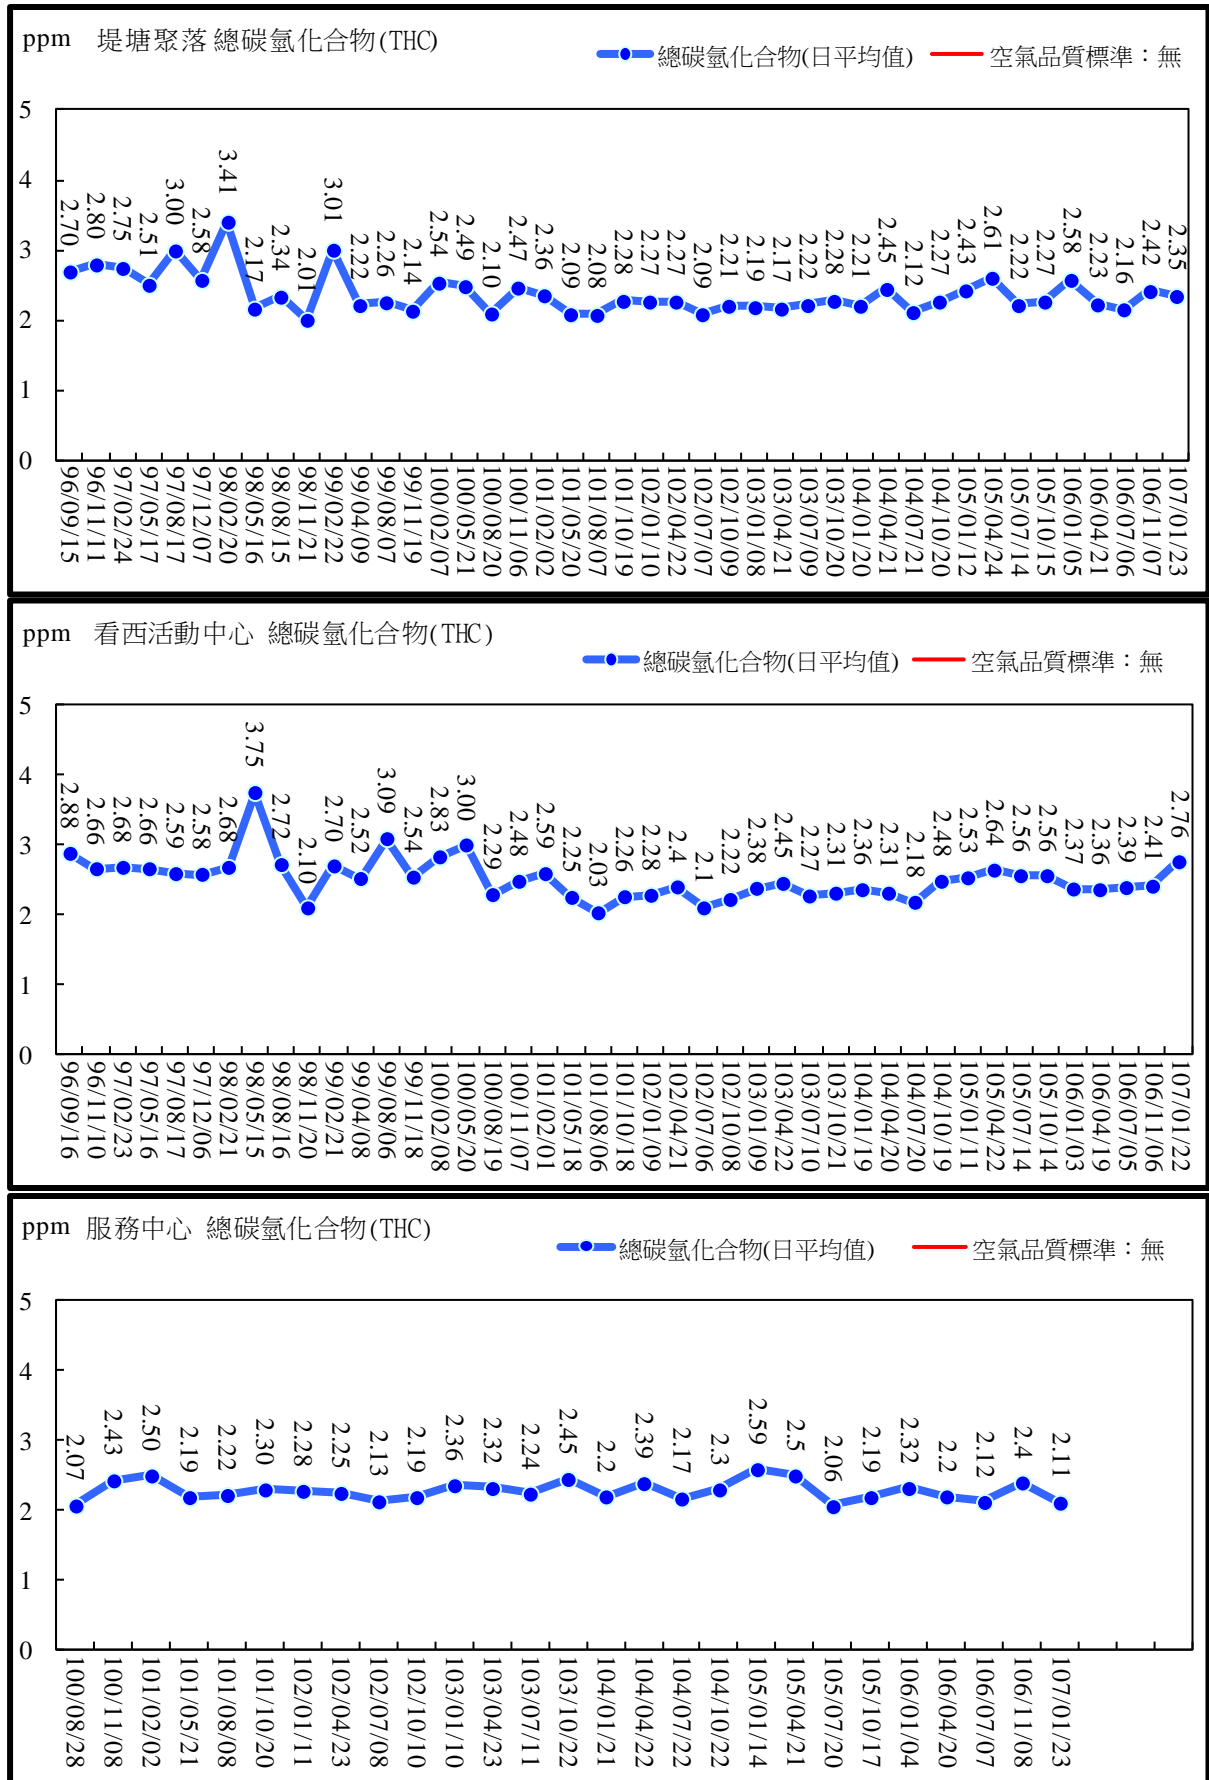 ppm 堤塘聚落 總碳氫化合物(THC)
總碳氫化合物(日平均值) 空氣品質標準：無
5
4
3
2
1
0
2.70 2.80 2.75 2.51 3.00 2.58 3.41 2.17 2.34 2.01 3.01 2.22 2.26 2.14 2.54 2.49 2.10 2.47 2.36 2.09 2.08 2.28 2.27 2.27 2.09 2.21 2.19 2.17 2.22 2.28 2.21 2.45 2.12 2.27 2.43 2.61 2.22 2.27 2.58 2.23 2.16 2.42 2.35
96/09/15 96/11/11 97/02/24 97/05/17 97/08/17 97/12/07 98/02/20 98/05/16 98/08/15 98/11/21 99/02/22 99/04/09 99/08/07 99/11/19 100/02/07 100/05/21 100/08/20 100/11/06 101/02/02 101/05/20 101/08/07 101/10/19 102/01/10 102/04/22 102/07/07 102/10/09 103/01/08 103/04/21 103/07/09 103/10/20 104/01/20 104/04/21 104/07/21 104/10/20 105/01/12 105/04/24 105/07/14 105/10/15 106/01/05 106/04/21 106/07/06 106/11/07 107/01/23
ppm 看西活動中心 總碳氫化合物(THC)
總碳氫化合物(日平均值) 空氣品質標準：無
5
4
3
2
1
0
2.88 2.66 2.68 2.66 2.59 2.58 2.68 3.75 2.72 2.10 2.70 2.52 3.09 2.54 2.83 3.00 2.29 2.48 2.59 2.25 2.03 2.26 2.28 2.4 2.1 2.22 2.38 2.45 2.27 2.31 2.36 2.31 2.18 2.48 2.53 2.64 2.56 2.56 2.37 2.36 2.39 2.41 2.76
96/09/16 96/11/10 97/02/23 97/05/16 97/08/17 97/12/06 98/02/21 98/05/15 98/08/16 98/11/20 99/02/21 99/04/08 99/08/06 99/11/18 100/02/08 100/05/20 100/08/19 100/11/07 101/02/01 101/05/18 101/08/06 101/10/18 102/01/09 102/04/21 102/07/06 102/10/08 103/01/09 103/04/22 103/07/10 103/10/21 104/01/19 104/04/20 104/07/20 104/10/19 105/01/11 105/04/22 105/07/14 105/10/14 106/01/03 106/04/19 106/07/05 106/11/06 107/01/22
ppm 服務中心 總碳氫化合物(THC)
總碳氫化合物(日平均值) 空氣品質標準：無
5
4
3
2
1
0
2.07 2.43 2.50 2.19 2.22 2.30 2.28 2.25 2.13 2.19 2.36 2.32 2.24 2.45 2.2 2.39 2.17 2.3 2.59 2.5 2.06 2.19 2.32 2.2 2.12 2.4 2.11
100/08/28 100/11/08 101/02/02 101/05/21 101/08/08 101/10/20 102/01/11 102/04/23 102/07/08 102/10/10 103/01/10 103/04/23 103/07/11 103/10/22 104/01/21 104/04/22 104/07/22 104/10/22 105/01/14 105/04/21 105/07/20 105/10/17 106/01/04 106/04/20 106/07/07 106/11/08 107/01/23